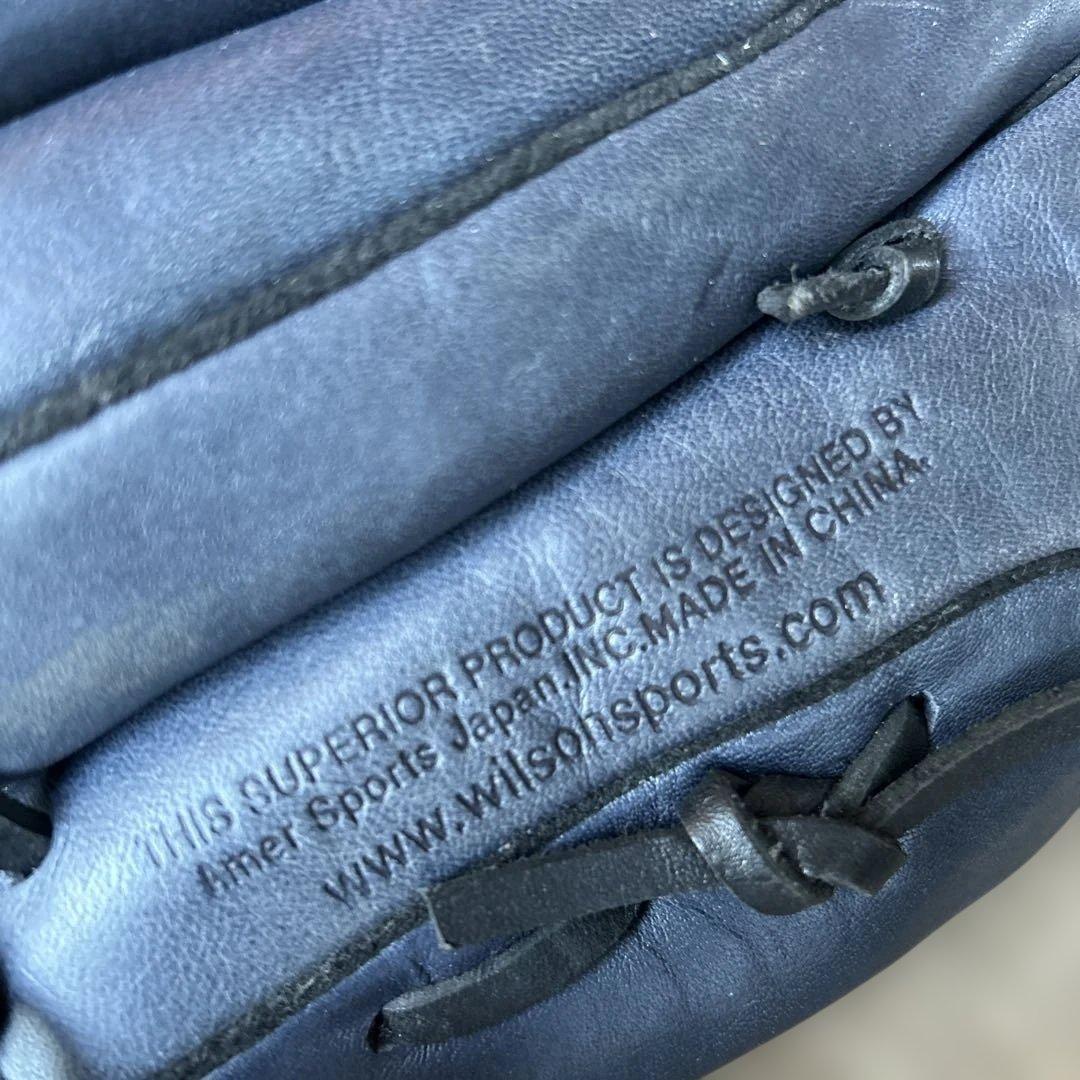 THIS SUPERIOR PRODUCT IS DESIGNED BY
Amer Sports Japan,INC.MADE IN CHINA.
www.wilsonsports.com